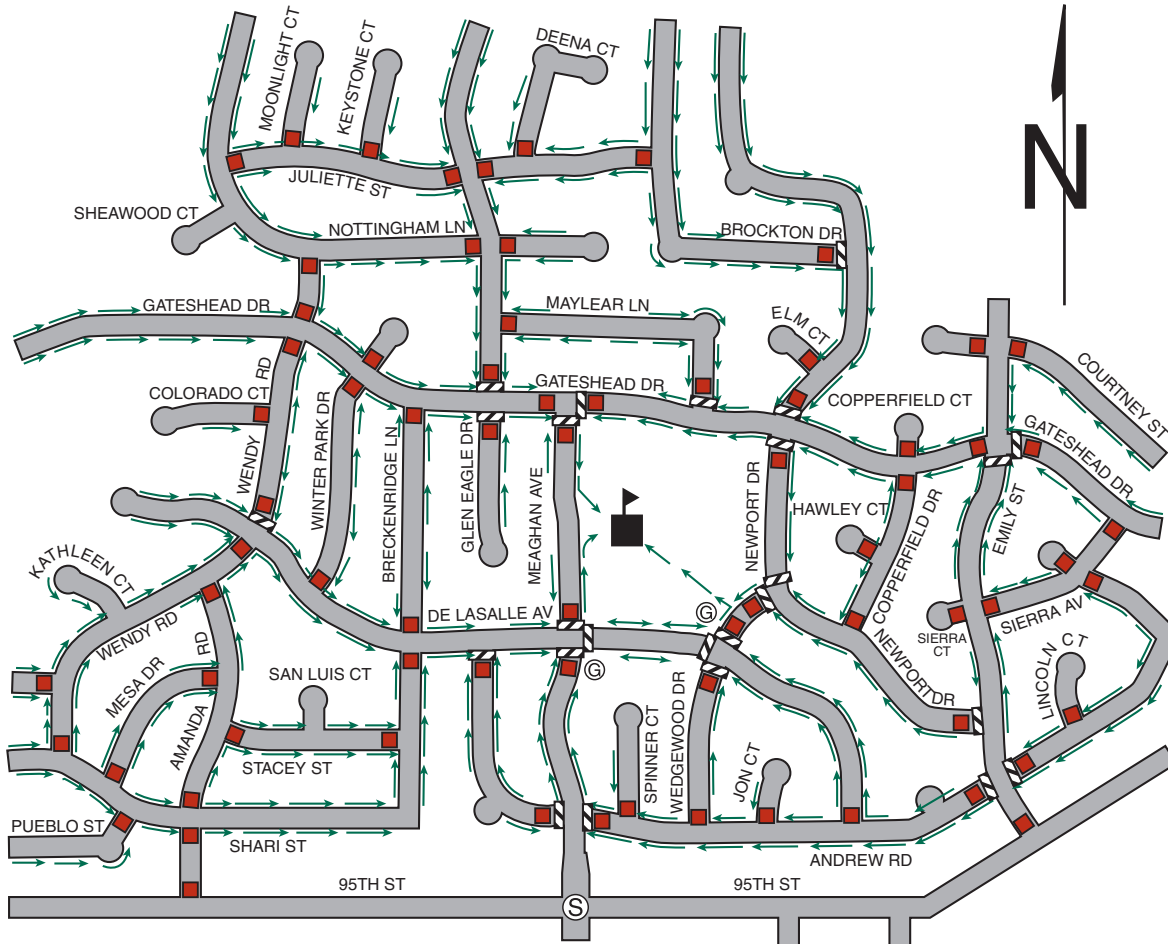 MOONLIGHT CT
KEYSTONE CT
DEENA CT
N
JULIETTE ST
SHEAWOOD CT
NOTTINGHAM LN
BROCKTON DR
GATESHEAD DR
MAYLEAR LN
ELM CT
COURTNEY ST
COLORADO CT
WENDY RD
WINTER PARK DR
BRECKENRIDGE LN
GLEN EAGLE DR
GATESHEAD DR
MEAGHAN AVE
COPPERFIELD CT
GATESHEAD DR
NEWPORT DR
HAWLEY CT
COPPERFIELD DR
EMILY ST
KATHLEEN CT
WENDY RD
DE LASALLE AV
G
SIERRA CT
SIERRA AV
NEWPORT DR
LINCOLN CT
MESA DR
AMANDA RD
SAN LUIS CT
G
WEDGEWOOD DR
STACEY ST
SPINNER CT
JON CT
PUEBLO ST
SHARI ST
ANDREW RD
95TH ST
95TH ST
S